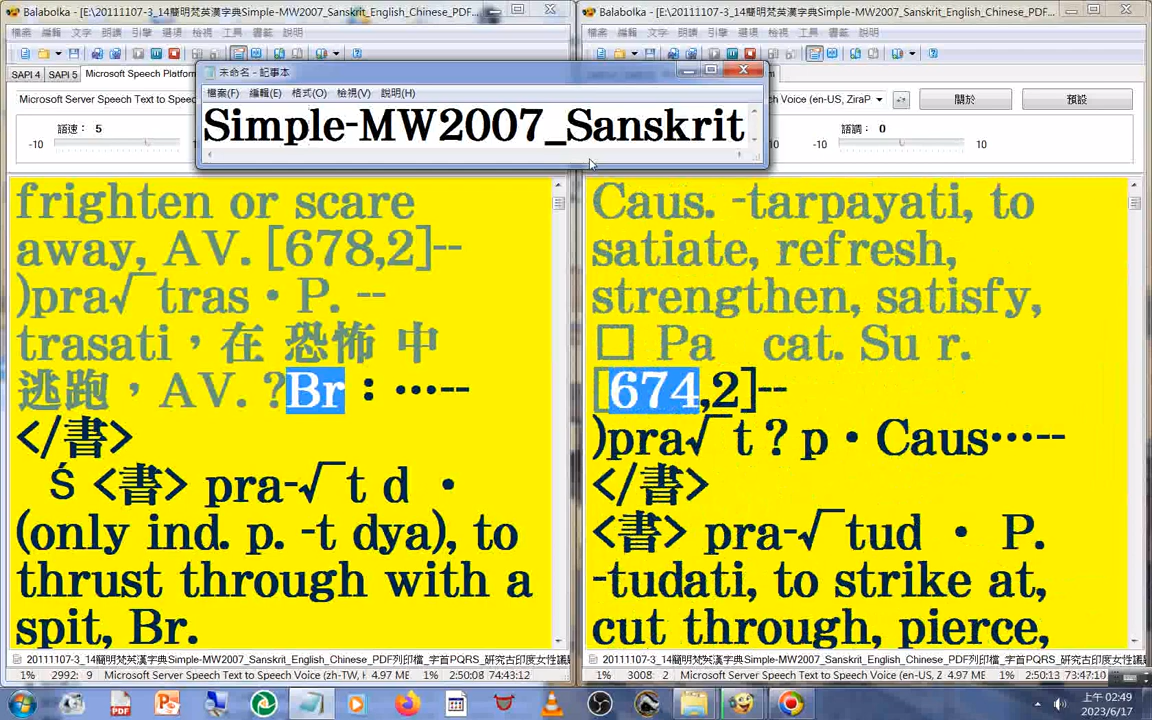 Balabolka - [E:\20111107-3_14簡明梵英漢字典Simple-MW2007_Sanskrit_English_Chinese_PDF...
檔案 編輯 文字 朗讀 引擎 選項 檢視 工具 書籤 說明
SAPI 4 SAPI 5 Microsoft Speech Platform
Microsoft Server Speech Text to Spee
語速： 5
-10
Balabolka - [E:\20111107-3_14簡明梵英漢字典Simple-MW2007_Sanskrit_English_Chinese_PDF...
檔案 編輯 文字 朗讀 引擎 選項 檢視 工具 書籤 說明
Voice (en-US, ZiraP
關於
預設
語調： 0
-10 10
未命名 - 記事本
檔案(F) 編輯(E) 格式(O) 檢視(V) 說明(H)
Simple-MW2007_Sanskrit
frighten or scare
away, AV. [678,2]--
)pra√ tras・P. --
trasati，在 恐怖 中
逃跑，AV. ?Br：…--
</書>
Ś <書> pra-√t d ・
(only ind. p. -t dya), to
thrust through with a
spit, Br.
Caus. -tarpayati, to
satiate, refresh,
strengthen, satisfy,
□ Pa cat. Su r.
[674,2]--
)pra√t？p・Caus…--
</書>
<書> pra-√tud ・ P.
-tudati, to strike at,
cut through, pierce,
20111107-3_14簡明梵英漢字典Simple-MW2007_Sanskrit_English_Chinese_PDF列印檔_字首PQRS_研究古印度女性議
1% 2992: 9 Microsoft Server Speech Text to Speech Voice (zh-TW, H 4.97 ME 1% 2:50:08 74:43:12
20111107-3_14簡明梵英漢字典Simple-MW2007_Sanskrit_English_Chinese_PDF列印檔_字首PQRS_研究古印度女性議
1% 3008: 2 Microsoft Server Speech Text to Speech Voice (en-US, Z 4.97 ME 1% 2:50:13 73:47:10
上午 02:49
2023/6/17